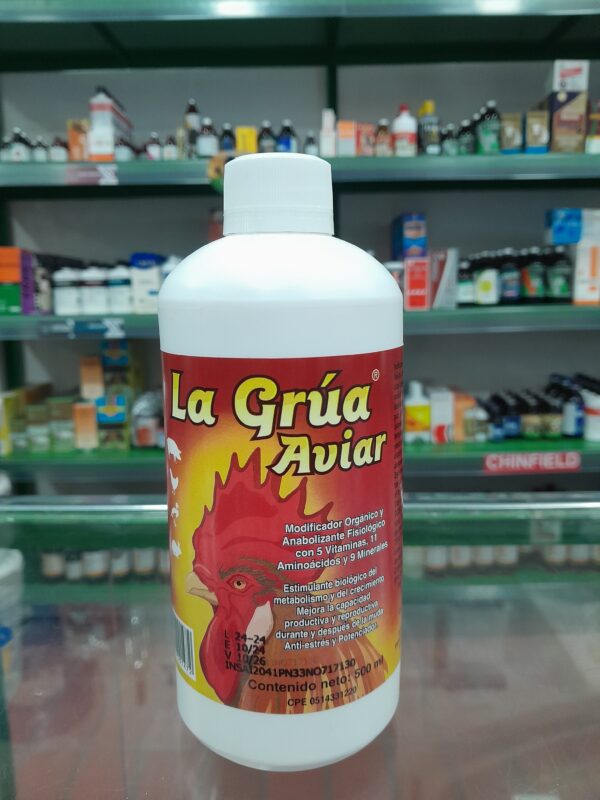 La Grúa®
Aviar
Modificador Orgánico y
Anabolizante Fisiológico
con 5 Vitaminas, 11
Aminoácidos y 9 Minerales
Estimulante biológico del
metabolismo y del crecimiento
Mejora la capacidad
productiva y reproductiva
durante y después de la muda
Anti-estrés y Potenciador
L 24-24
E 10/24
V 10/26
Contenido neto: 500 ml
CPE 0514331220
CHINFIELD